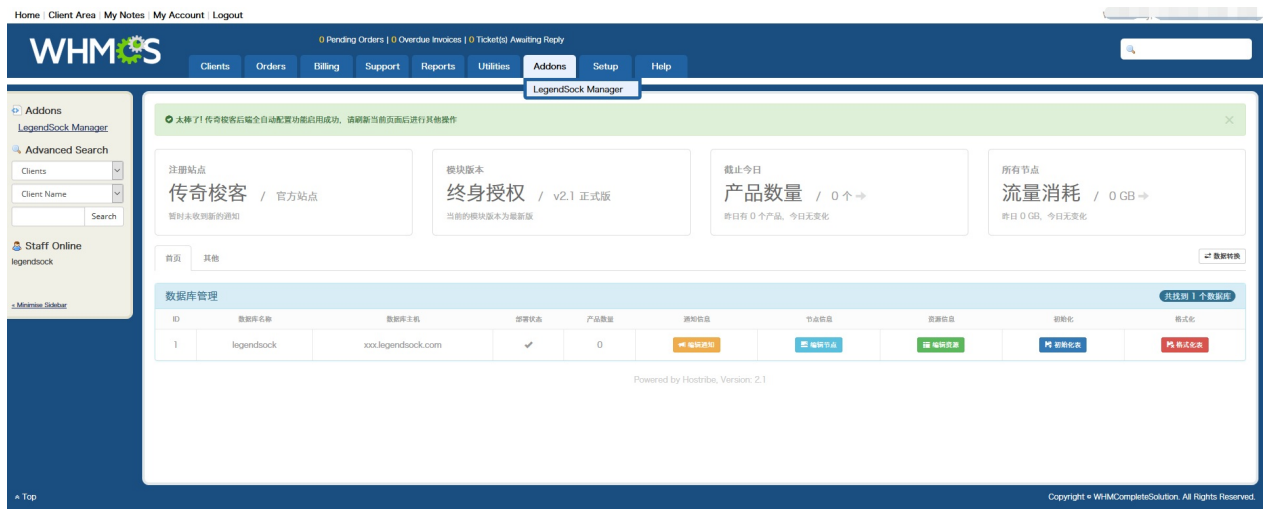 Home | Client Area | My Notes | My Account | Logout
WHMCS
0 Pending Orders | 0 Overdue Invoices | 0 Ticket(s) Awaiting Reply
Clients Orders Billing Support Reports Utilities Addons Setup Help
LegendSock Manager
Addons
LegendSock Manager
Advanced Search
Clients
Client Name
Search
Staff Online
legendsock
« Minimise Sidebar
太棒了! 传奇梭客后端全自动配置功能启用成功，请刷新当前页面后进行其他操作
注册站点
传奇梭客 / 官方站点
暂时未收到新的通知
模块版本
终身授权 / v2.1 正式版
当前的模块版本为最新版
截止今日
产品数量 / 0 个
昨日有 0 个产品，今日无变化
所有节点
流量消耗 / 0 GB
昨日 0 GB，今日无变化
首页 其他
数据转换
数据库管理 共找到 1 个数据库
ID 数据库名称 数据库主机 部署状态 产品数量 通知信息 节点信息 资源信息 初始化 格式化
1 legendsock xxx.legendsock.com 0 编辑通知 编辑节点 编辑资源 初始化表 格式化表
Powered by Hostribe, Version: 2.1
Top
Copyright © WHMCompleteSolution. All Rights Reserved.